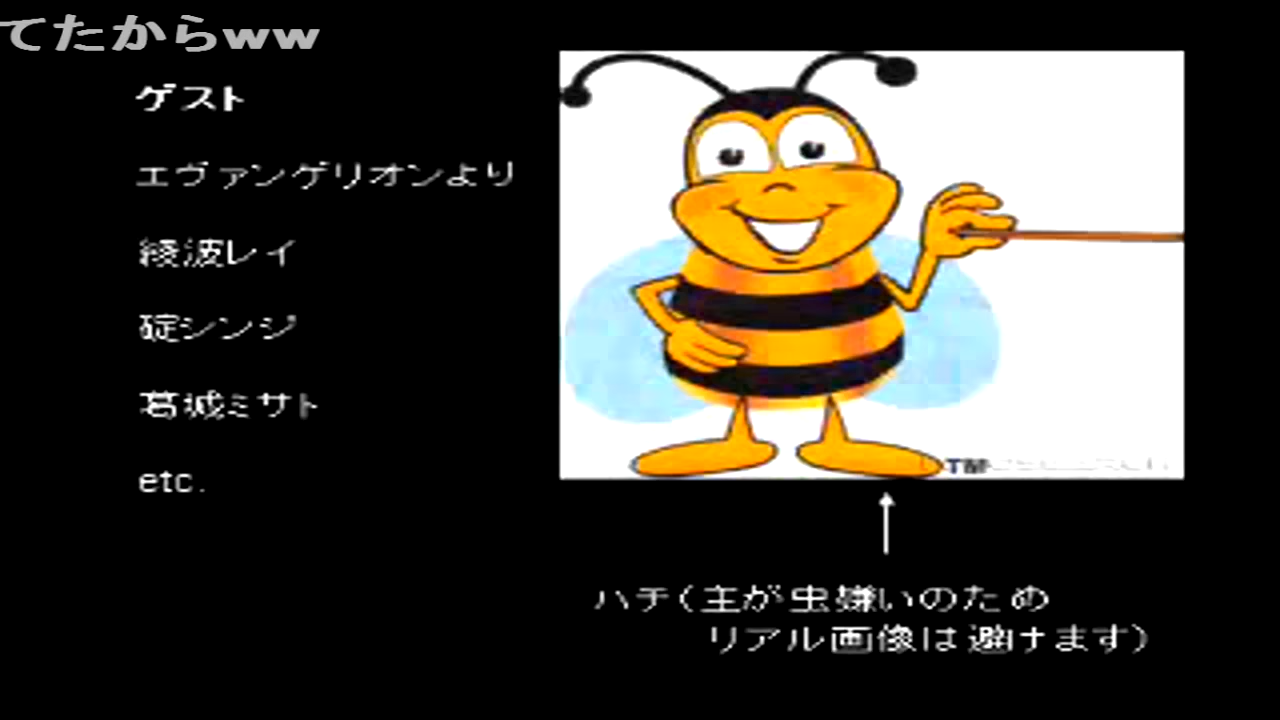 てたからww
ゲスト
エヴァンゲリオンより
綾波レイ
碇シンジ
葛城ミサト
etc.
TM
ハチ(主が虫嫌いのため
リアル画像は避けます)